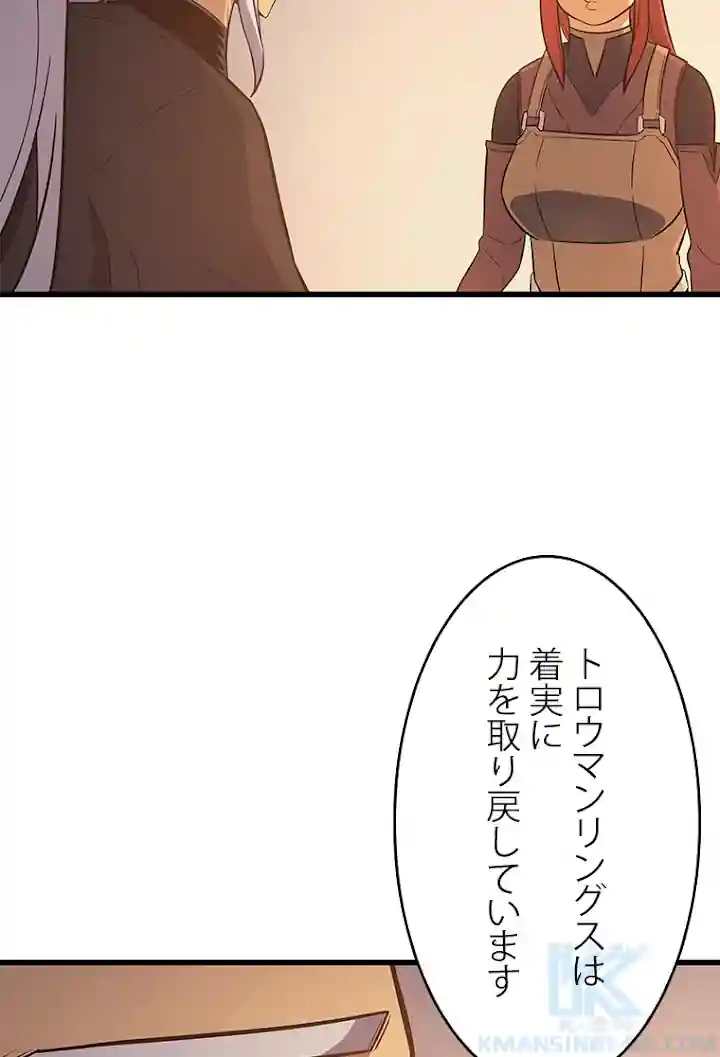 トロウマンリングスは
着実に
力を取り戻しています